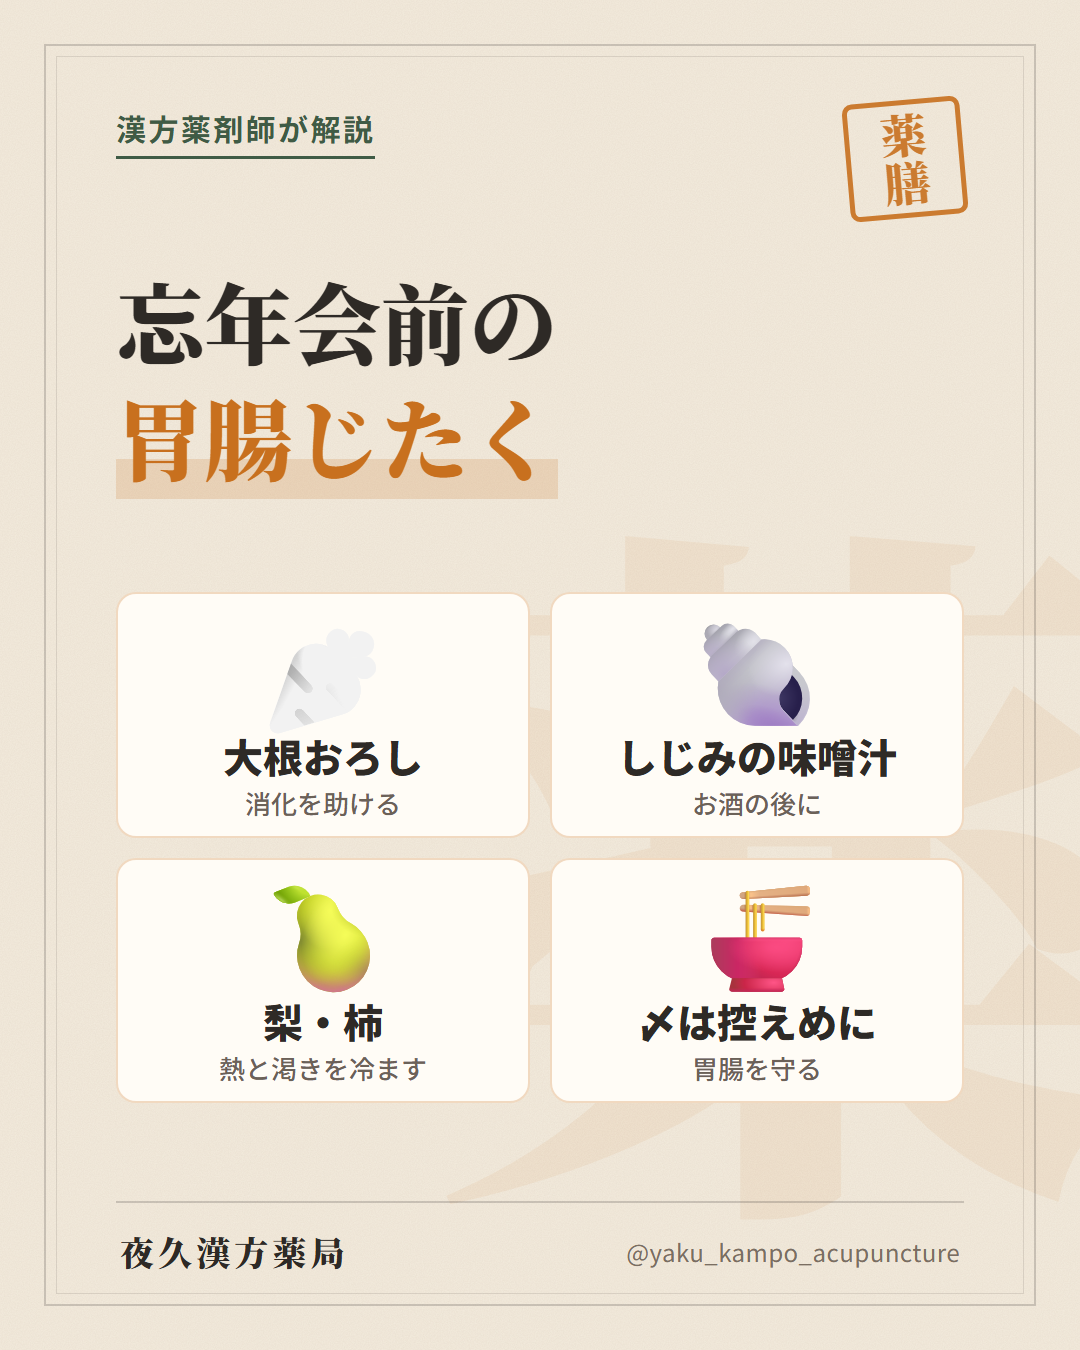 漢方薬剤師が解説
薬膳
忘年会前の
胃腸じたく
大根おろし
消化を助ける
しじみの味噌汁
お酒の後に
梨・柿
熱と渇きを冷ます
〆は控えめに
胃腸を守る
夜久漢方薬局
@yaku_kampo_acupuncture
薬